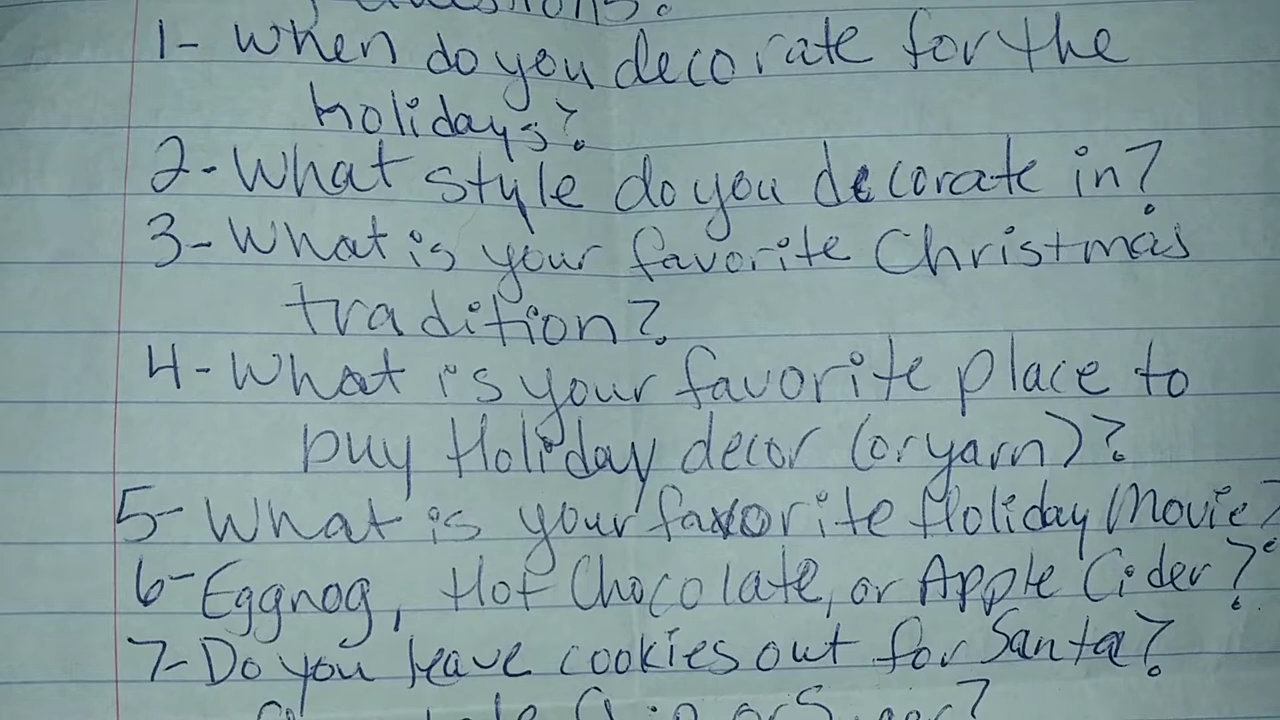 Questions:
1- When do you decorate for the
holidays?
2- What style do you decorate in?
3- What is your favorite Christmas
tradition?
4- What is your favorite place to
buy Holiday decor (or yarn)?
5- What is your favorite Holiday Movie?
6- Eggnog, Hot Chocolate, or Apple Cider?
7- Do you leave cookies out for Santa?